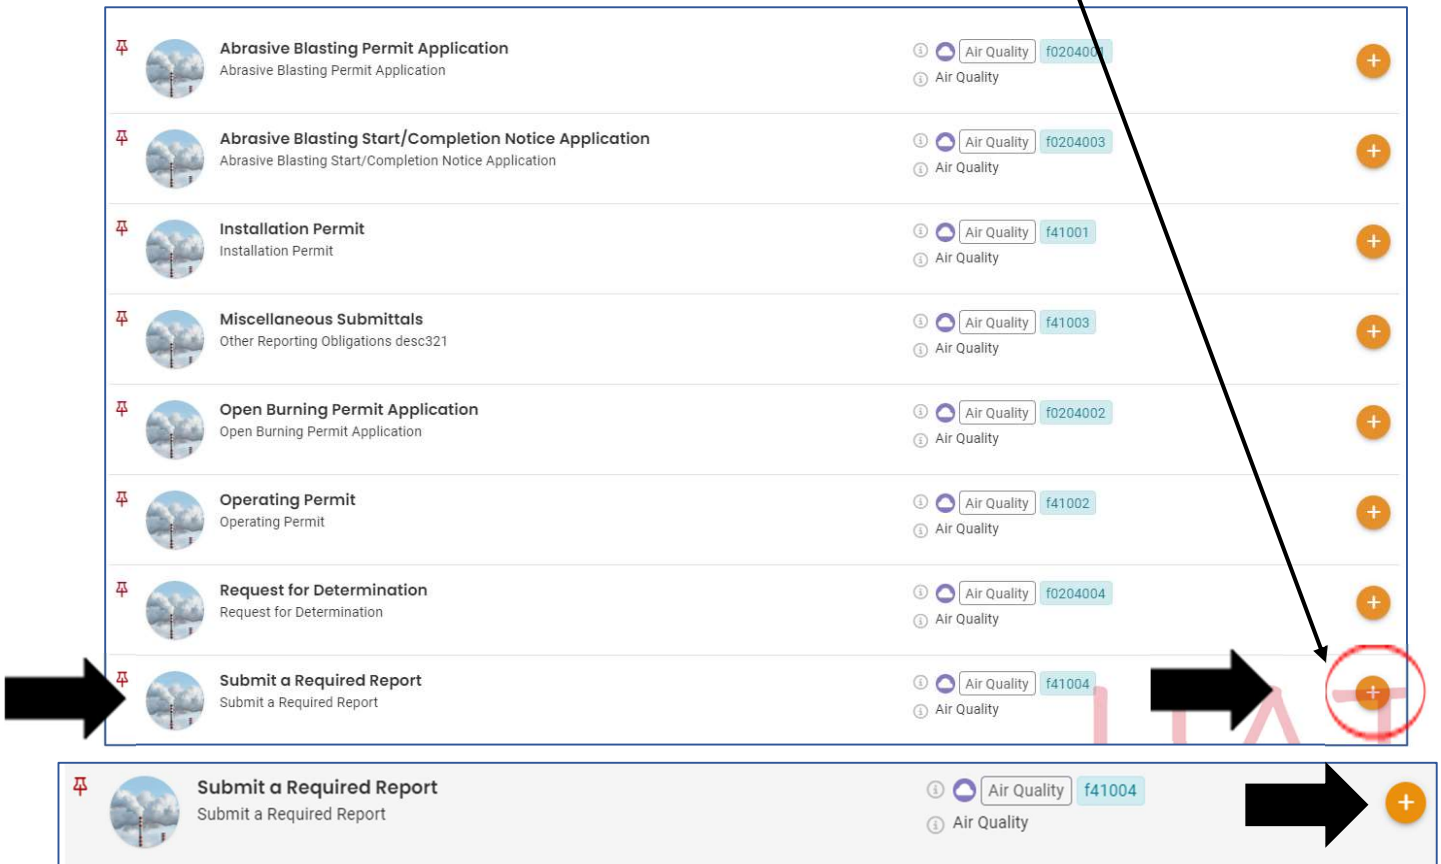 Abrasive Blasting Permit Application
Abrasive Blasting Permit Application
Air Quality f0204001
Air Quality
Abrasive Blasting Start/Completion Notice Application
Abrasive Blasting Start/Completion Notice Application
Air Quality f0204003
Air Quality
Installation Permit
Installation Permit
Air Quality f41001
Air Quality
Miscellaneous Submittals
Other Reporting Obligations desc321
Air Quality f41003
Air Quality
Open Burning Permit Application
Open Burning Permit Application
Air Quality f0204002
Air Quality
Operating Permit
Operating Permit
Air Quality f41002
Air Quality
Request for Determination
Request for Determination
Air Quality f0204004
Air Quality
Submit a Required Report
Submit a Required Report
Air Quality f41004
Air Quality
Submit a Required Report
Submit a Required Report
Air Quality f41004
Air Quality